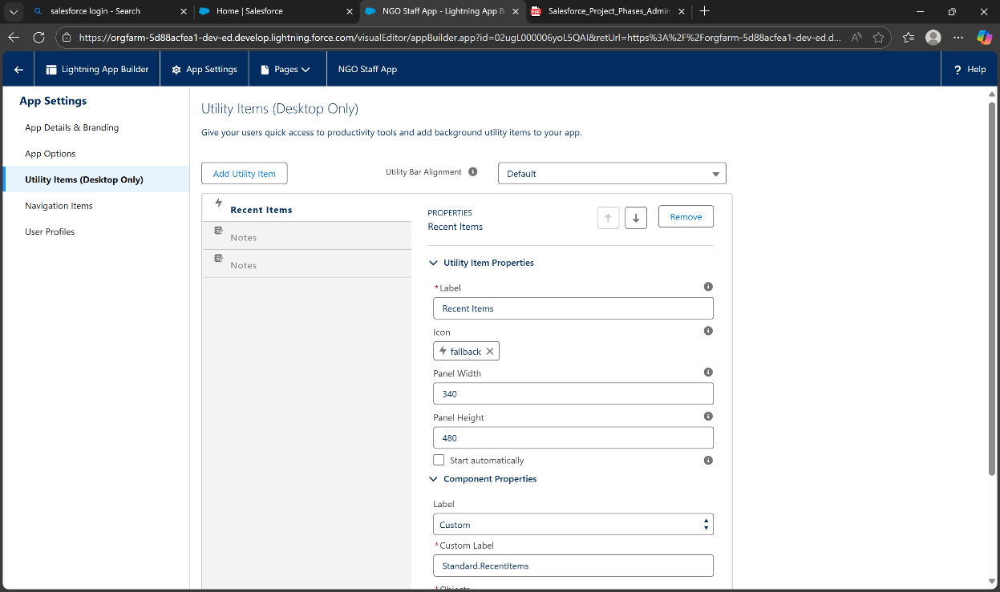 salesforce login - Search
Home | Salesforce
NGO Staff App - Lightning App B
PDF
Salesforce_Project_Phases_Admin
https://orgfarm-5d88acfea1-dev-ed.develop.lightning.force.com/visualEditor/appBuilder.app?id=02ugL000006yoL5QAI&retUrl=https%3A%2F%2Forgfarm-5d88acfea1-dev-ed.d...
Lightning App Builder
App Settings
Pages
NGO Staff App
? Help
App Settings
App Details & Branding
App Options
Utility Items (Desktop Only)
Navigation Items
User Profiles
Utility Items (Desktop Only)
Give your users quick access to productivity tools and add background utility items to your app.
Add Utility Item
Utility Bar Alignment
Default
Recent Items
Notes
Notes
PROPERTIES
Recent Items
Remove
Utility Item Properties
*Label
Recent Items
Icon
fallback
Panel Width
340
Panel Height
480
Start automatically
Component Properties
Label
Custom
*Custom Label
Standard.RecentItems
*Objects